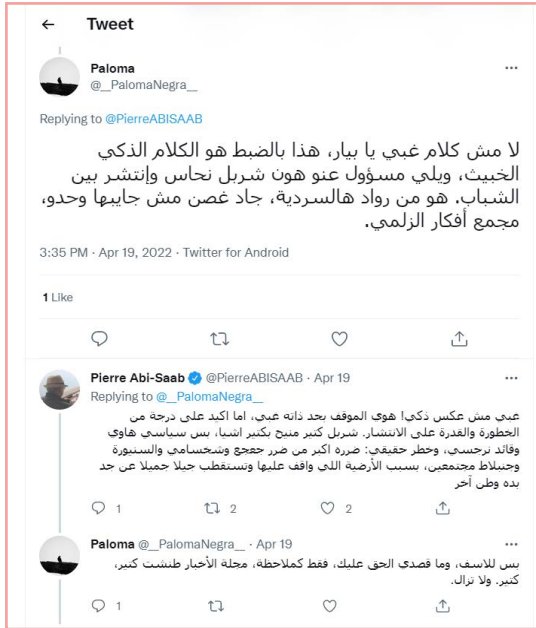 Tweet
Paloma
@__PalomaNegra__
Replying to @PierreABISAAB
لا مش كلام غبي يا بيار، هذا بالضبط هو الكلام الذكي
الخبيث، ويلي مسؤول عنو هون شربل نحاس وإنتشر بين
الشباب. هو من رواد هالسردية، جاد غصن مش جايبها وحدو،
مجمع أفكار الزلمي.
3:35 PM · Apr 19, 2022 · Twitter for Android
1 Like
Pierre Abi-Saab @PierreABISAAB · Apr 19
Replying to @__PalomaNegra__
غبي مش عكس ذكي! هوي الموقف بحد ذاته غبي، اما اكيد على درجة من
الخطورة والقدرة على الانتشار. شربل كتير منيح بكتير اشيا، بس سياسي هاوي
وقائد نرجسي، وخطر حقيقي: ضرره اكبر من ضرر جعجع وشخسامي والسنيورة
وجنبلاط مجتمعين، بسبب الأرضية اللي واقف عليها وتستقطب جيلا جميلا عن جد
بده وطن آخر
1 2 2
Paloma @__PalomaNegra__ · Apr 19
بس للاسف، وما قصدي الحق عليك، فقط كملاحظة، مجلة الأخبار طنشت كتير،
كتير. ولا تزال.
1